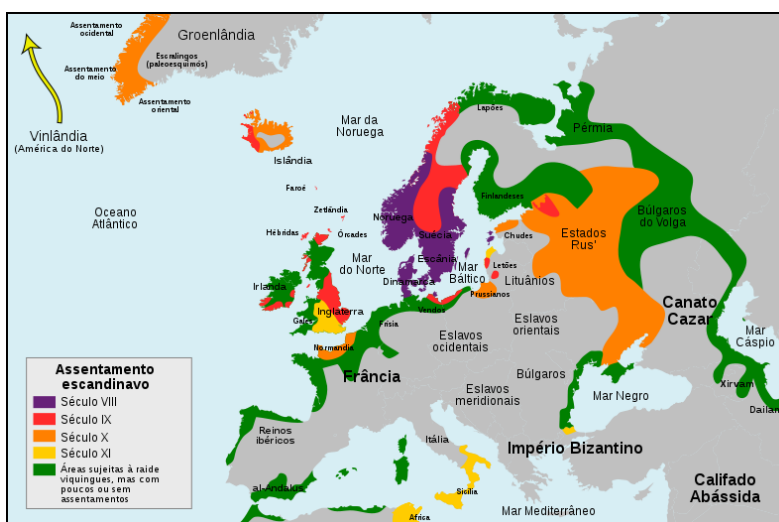 Assentamento
ocidental
Groenlândia
Escralingos
(paleoesquimós)
Assentamento
do meio
Assentamento
oriental
Vinlândia
(América do Norte)
Mar da
Noruega
Lapões
Pérmia
Islândia
Faroé
Zetlândia
Oceano
Atlântico
Hébridas
Órcades
Noruega
Finlandeses
Suécia
Estados
Rus'
Búlgaros
do Volga
Chudes
Mar
do Norte
Escânia
Mar
Báltico
Letões
Lituânios
Irlanda
Dinamarca
Prussianos
Inglaterra
Gales
Frísia
Vendos
Canato
Cazar
Mar
Cáspio
Normandia
Eslavos
ocidentais
Eslavos
orientais
Assentamento
escandinavo
Século VIII
Século IX
Século X
Século XI
Áreas sujeitas à raide
viquingues, mas com
poucos ou sem
assentamentos
Frância
Búlgaros
Eslavos
meridionais
Mar Negro
Xirvam
Dailam
Reinos
ibéricos
Itália
Império Bizantino
al-Andalus
Sicília
Califado
Abássida
África
Mar Mediterrâneo